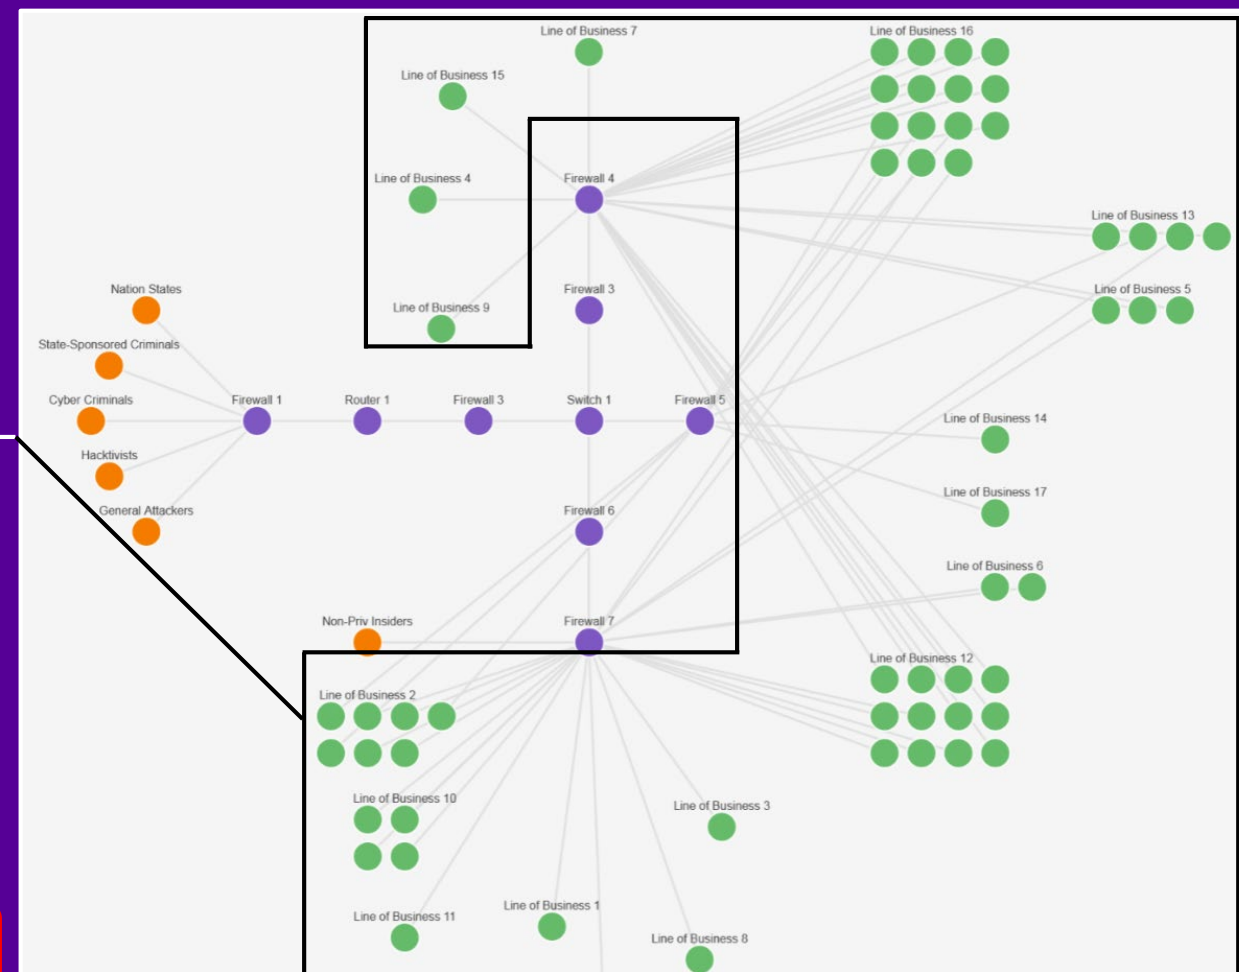 Line of Business 7
Line of Business 16
Line of Business 15
Line of Business 4
Firewall 4
Line of Business 13
Nation States
Firewall 3
Line of Business 5
Line of Business 9
State-Sponsored Criminals
Cyber Criminals
Firewall 1
Router 1
Firewall 3
Switch 1
Firewall 5
Line of Business 14
Hacktivists
Line of Business 17
General Attackers
Firewall 6
Line of Business 6
Non-Priv Insiders
Firewall 7
Line of Business 12
Line of Business 2
Line of Business 10
Line of Business 3
Line of Business 11
Line of Business 1
Line of Business 8